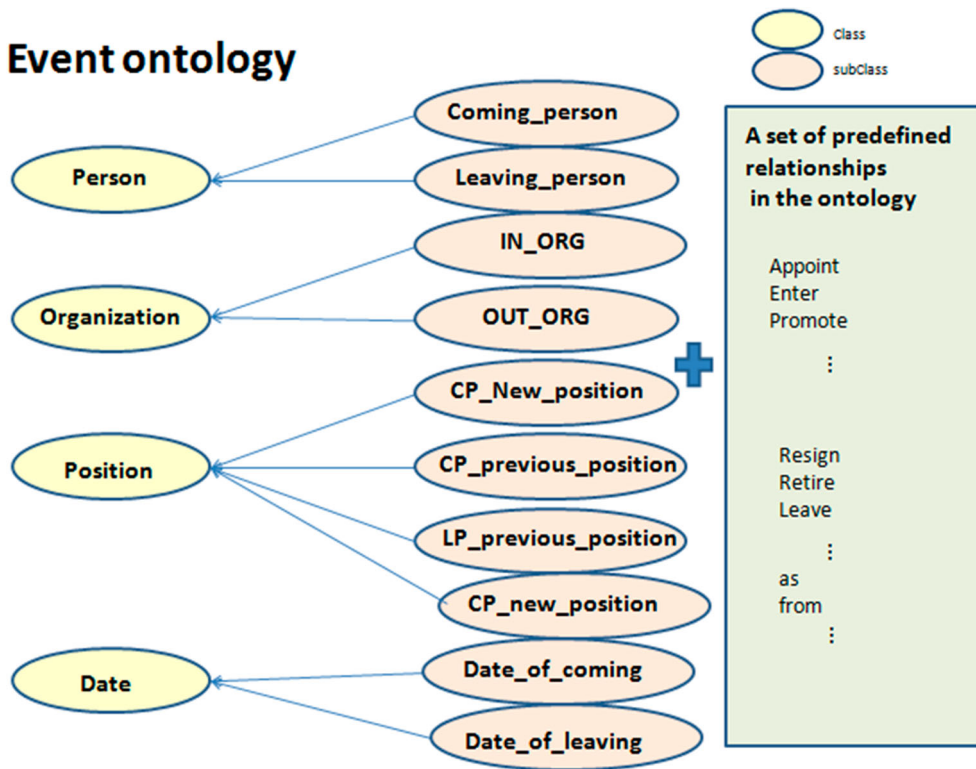 Event ontology
Class
subClass
Person
Organization
Position
Date
Coming_person
Leaving_person
IN_ORG
OUT_ORG
CP_New_position
CP_previous_position
LP_previous_position
CP_new_position
Date_of_coming
Date_of_leaving
A set of predefined
relationships
in the ontology
Appoint
Enter
Promote
⋮
Resign
Retire
Leave
⋮
as
from
⋮